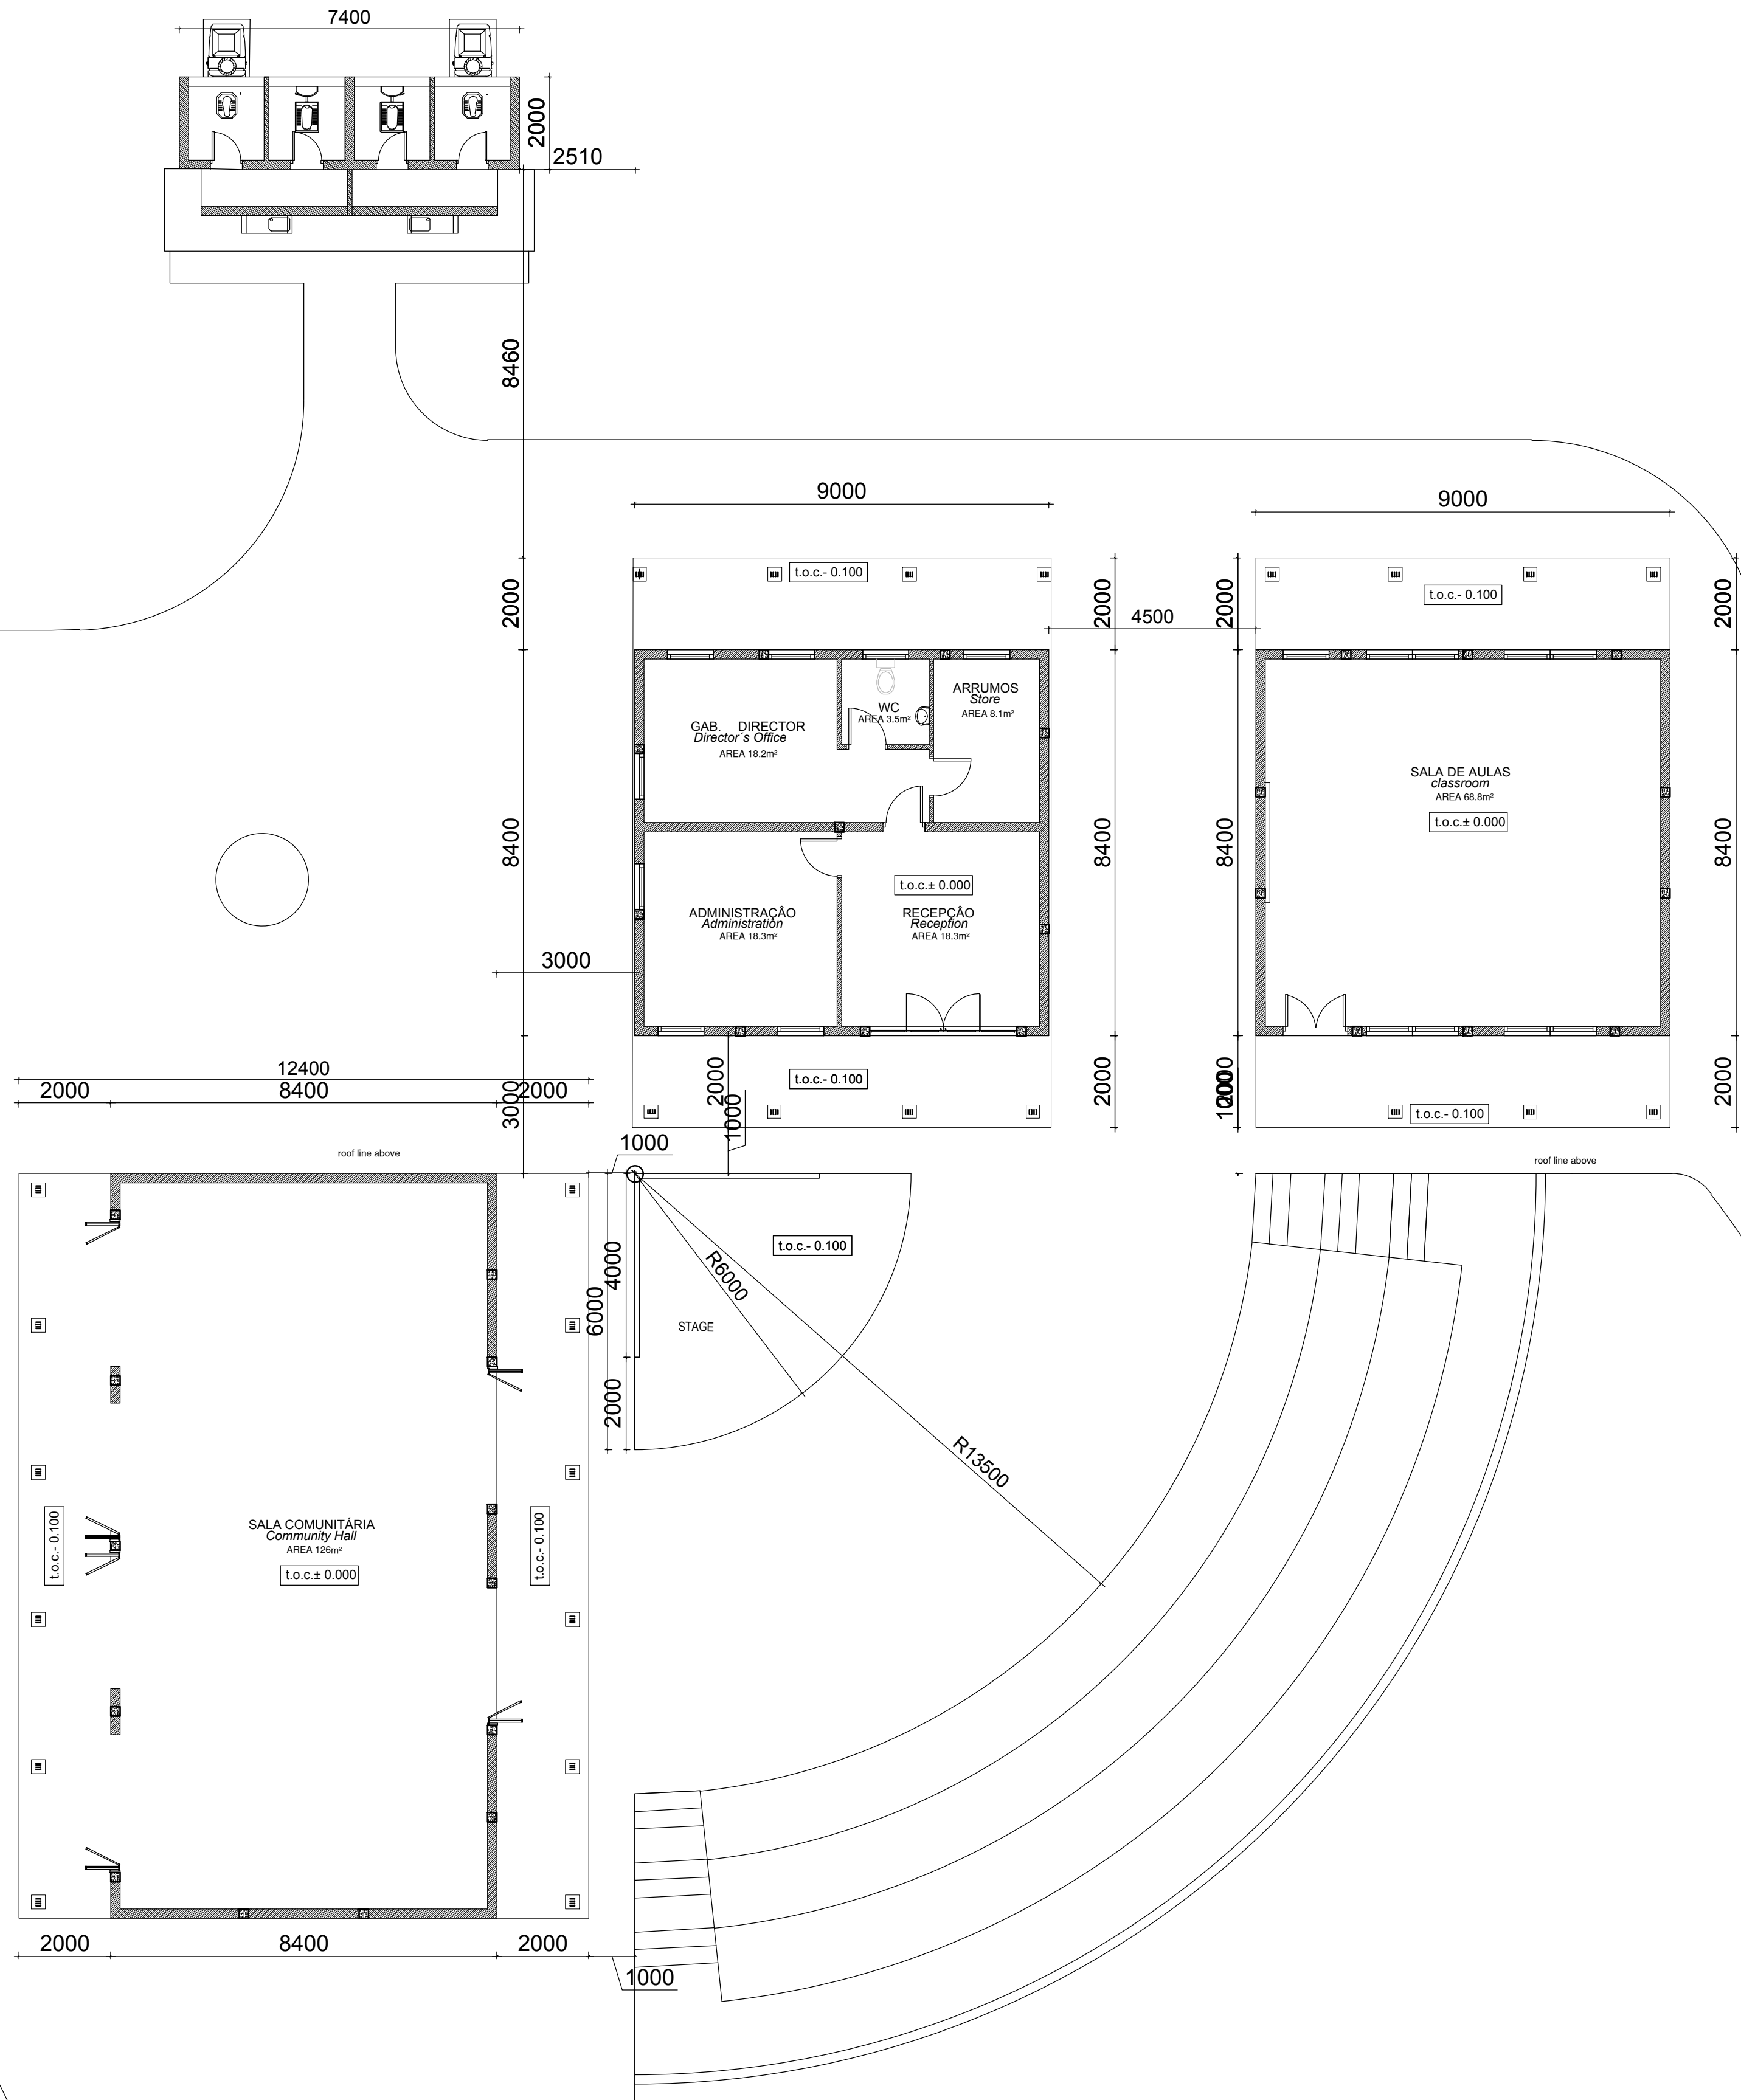 7400
2000
2510
8460
9000
9000
2000
t.o.c.- 0.100
2000
4500
2000
t.o.c.- 0.100
2000
8400
GAB. DIRECTOR
Director´s Office
AREA 18.2m²
WC
AREA 3.5m²
ARRUMOS
Store
AREA 8.1m²
8400
8400
SALA DE AULAS
classroom
AREA 68.8m²
t.o.c.± 0.000
8400
t.o.c.± 0.000
ADMINISTRAÇÂO
Administration
AREA 18.3m²
RECEPÇÂO
Reception
AREA 18.3m²
3000
12400
2000
8400
2000
3000
2000
1000
t.o.c.- 0.100
2000
2000
1000
t.o.c.- 0.100
2000
roof line above
1000
roof line above
4000
6000
2000
R6000
t.o.c.- 0.100
STAGE
R13500
t.o.c.- 0.100
SALA COMUNITÁRIA
Community Hall
AREA 126m²
t.o.c.± 0.000
t.o.c.- 0.100
2000
8400
2000
1000